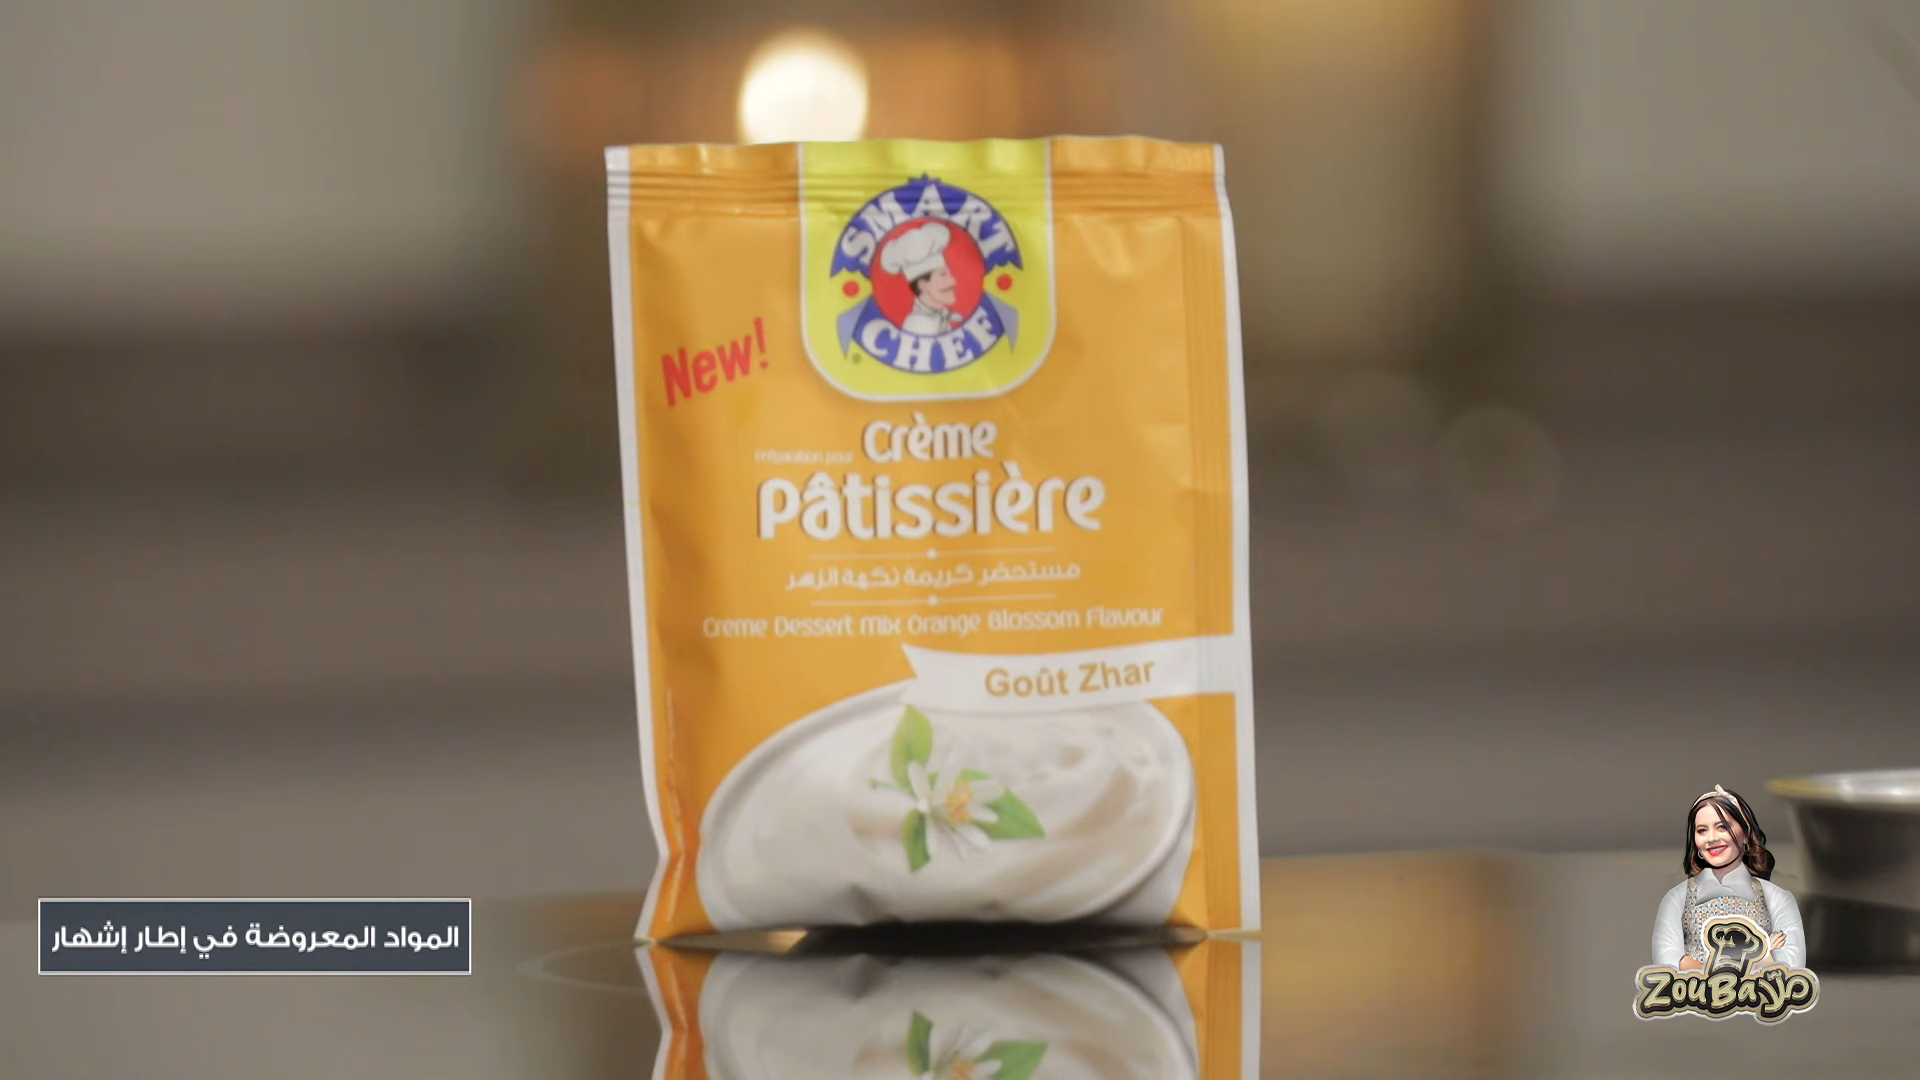 SMART
CHEF
New!
Préparation pour Crème
Pâtissière
مستحضر كريمة نكهة الزهر
Creme Dessert Mix Orange Blossom Flavour
Goût Zhar
المواد المعروضة في إطار إشهار
ZouBaمزلاي